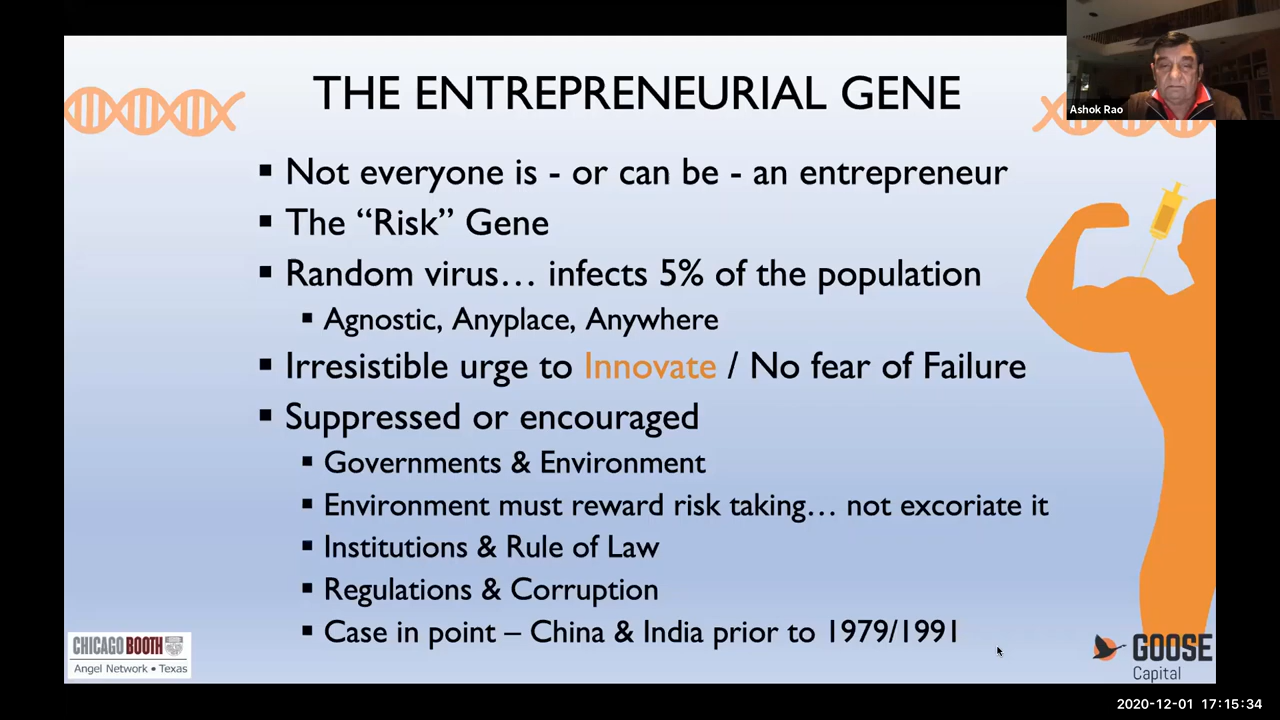 THE ENTREPRENEURIAL GENE
Ashok Rao
▪ Not everyone is - or can be - an entrepreneur
▪ The “Risk” Gene
▪ Random virus… infects 5% of the population
▪ Agnostic, Anyplace, Anywhere
▪ Irresistible urge to Innovate / No fear of Failure
▪ Suppressed or encouraged
▪ Governments & Environment
▪ Environment must reward risk taking… not excoriate it
▪ Institutions & Rule of Law
▪ Regulations & Corruption
▪ Case in point – China & India prior to 1979/1991
CHICAGO BOOTH
Angel Network • Texas
GOOSE
Capital
2020-12-01 17:15:34